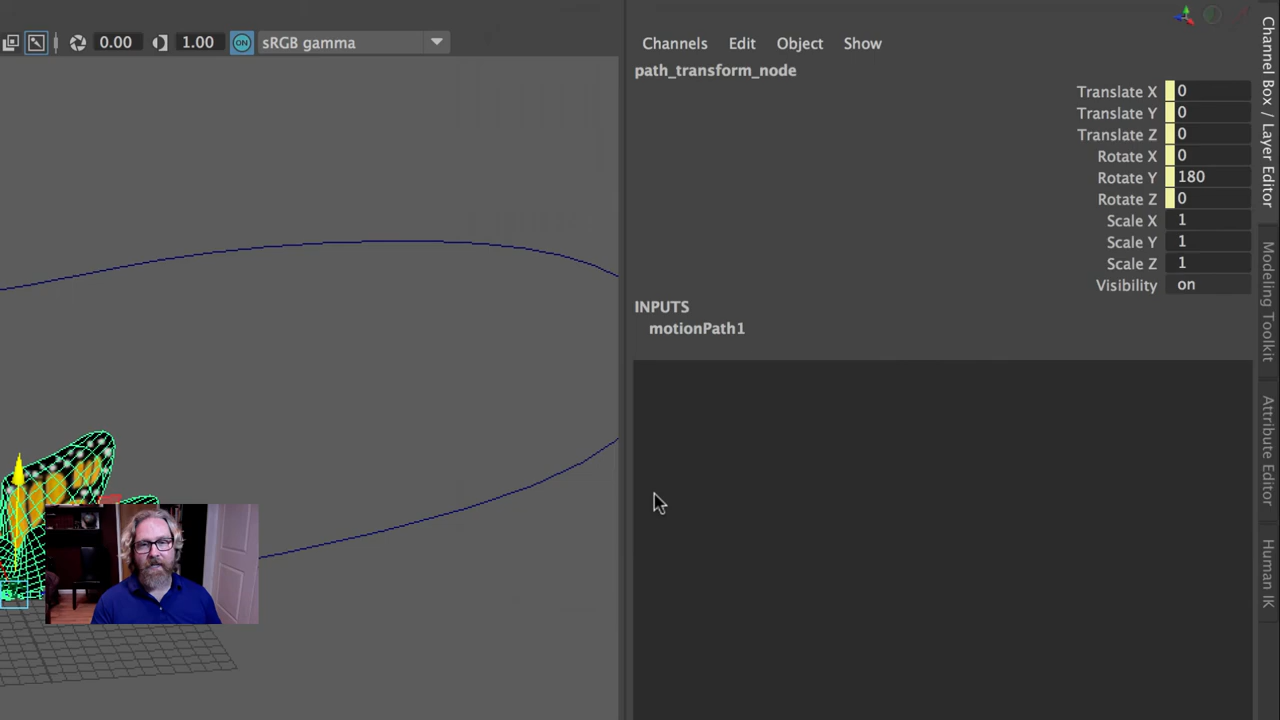 0.00 1.00 ON sRGB gamma
Channels Edit Object Show
path_transform_node
Translate X 0
Translate Y 0
Translate Z 0
Rotate X 0
Rotate Y 180
Rotate Z 0
Scale X 1
Scale Y 1
Scale Z 1
Visibility on
INPUTS
motionPath1
Channel Box / Layer Editor
Modeling Toolkit
Attribute Editor
Human IK